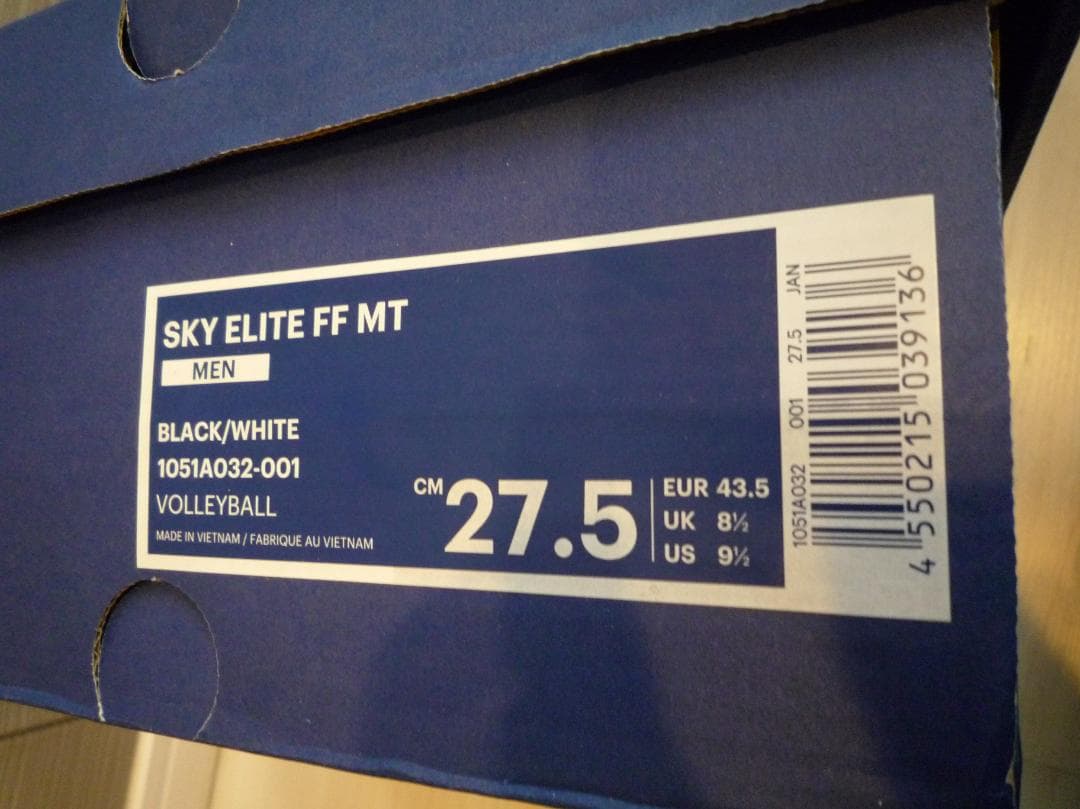 SKY ELITE FF MT
MEN
BLACK/WHITE
1051A032-001
VOLLEYBALL
MADE IN VIETNAM / FABRIQUE AU VIETNAM
CM 27.5
EUR 43.5
UK 8½
US 9½
1051A032 001 27.5 JAN
4 550215 039136